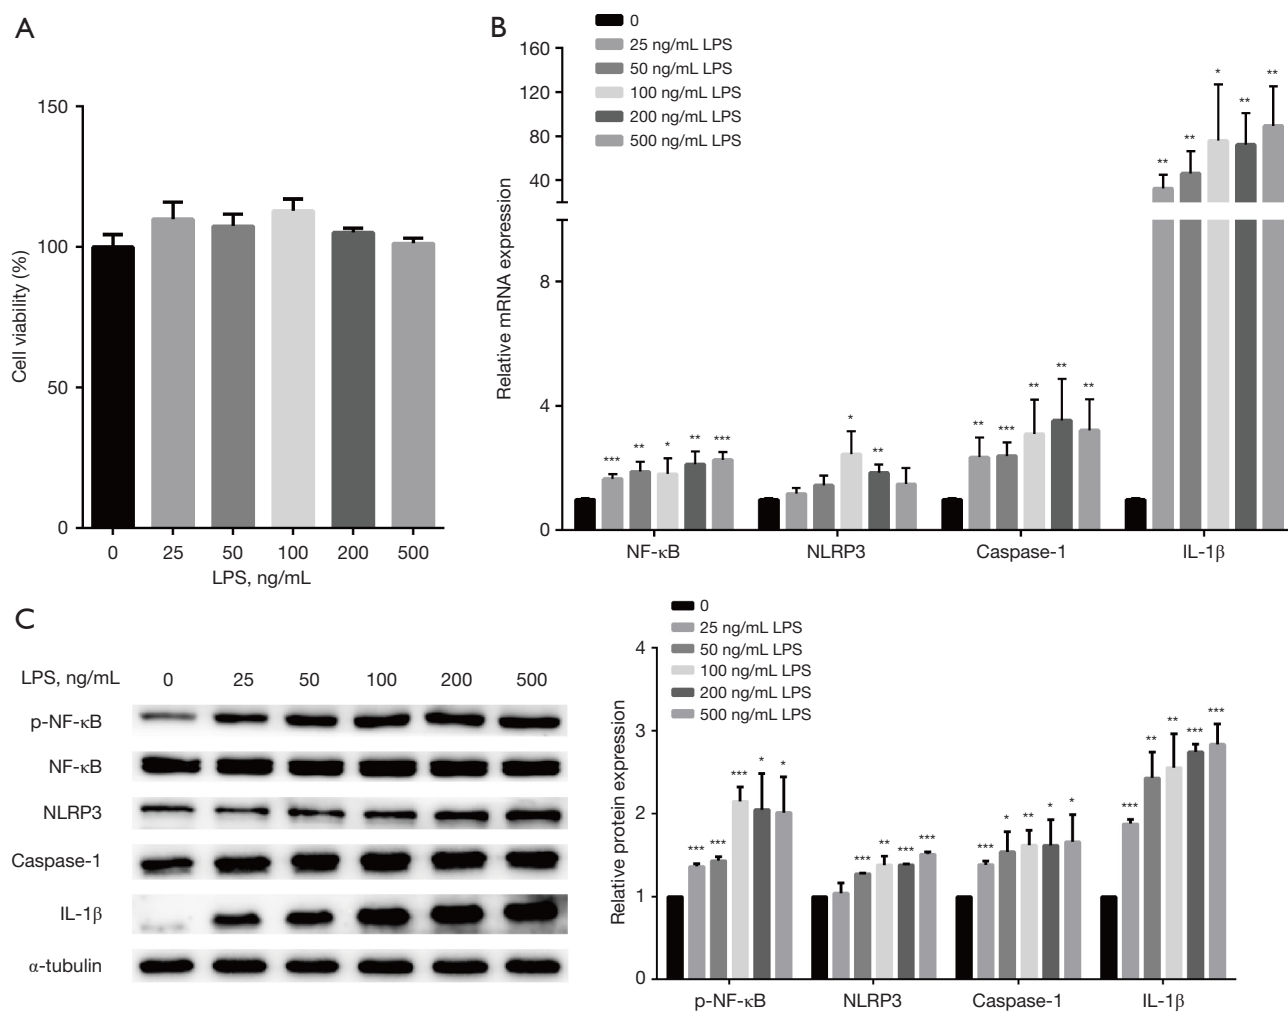 A
Cell viability (%)
150
100
50
0
0 25 50 100 200 500
LPS, ng/mL
B
0
25 ng/mL LPS
50 ng/mL LPS
100 ng/mL LPS
200 ng/mL LPS
500 ng/mL LPS
Relative mRNA expression
160
120
80
40
8
4
0
*** ** * ** ***
* **
** *** ** ** **
** ** * ** **
NF-κB NLRP3 Caspase-1 IL-1β
C
LPS, ng/mL 0 25 50 100 200 500
p-NF-κB
NF-κB
NLRP3
Caspase-1
IL-1β
α-tubulin
0
25 ng/mL LPS
50 ng/mL LPS
100 ng/mL LPS
200 ng/mL LPS
500 ng/mL LPS
Relative protein expression
4
3
2
1
0
*** *** *** * *
*** ** *** ***
*** * ** * *
*** ** ** *** ***
p-NF-κB NLRP3 Caspase-1 IL-1β